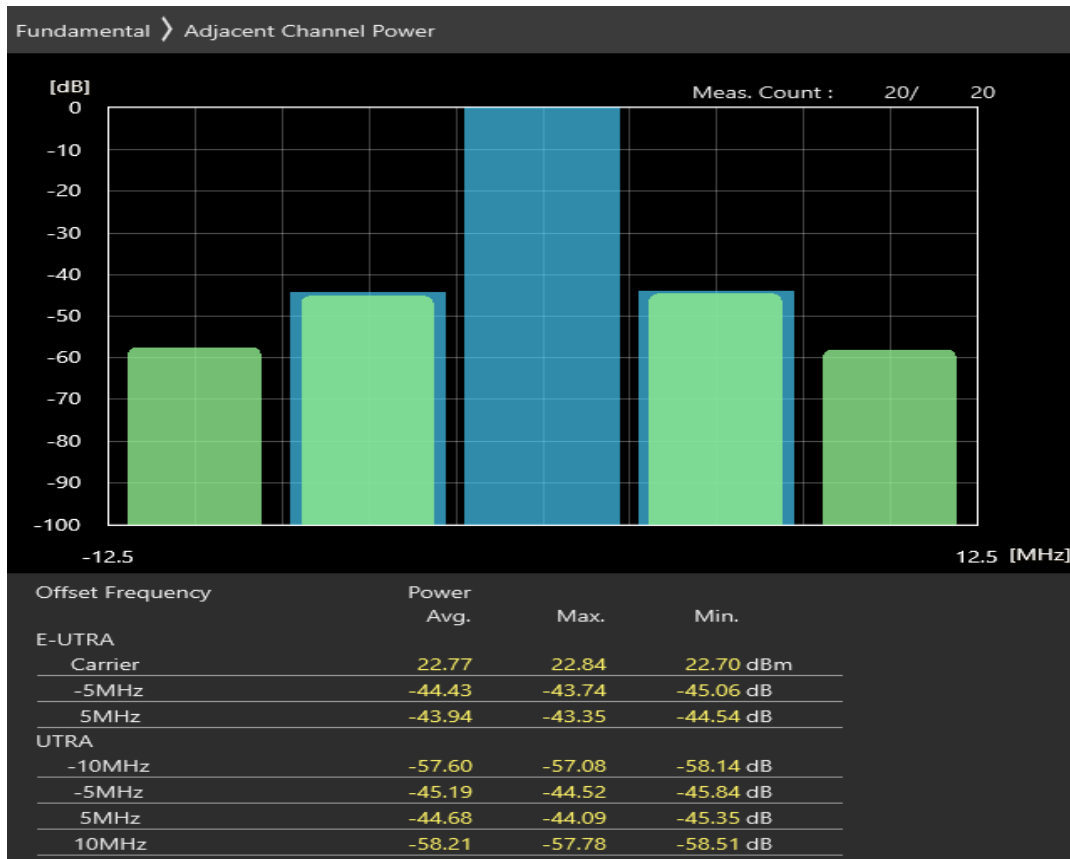 Fundamental ❯ Adjacent Channel Power
[dB]
Meas. Count : 20/ 20
0
-10
-20
-30
-40
-50
-60
-70
-80
-90
-100
-12.5 12.5 [MHz]
Offset Frequency Power
Avg. Max. Min.
E-UTRA
Carrier 22.77 22.84 22.70 dBm
-5MHz -44.43 -43.74 -45.06 dB
5MHz -43.94 -43.35 -44.54 dB
UTRA
-10MHz -57.60 -57.08 -58.14 dB
-5MHz -45.19 -44.52 -45.84 dB
5MHz -44.68 -44.09 -45.35 dB
10MHz -58.21 -57.78 -58.51 dB